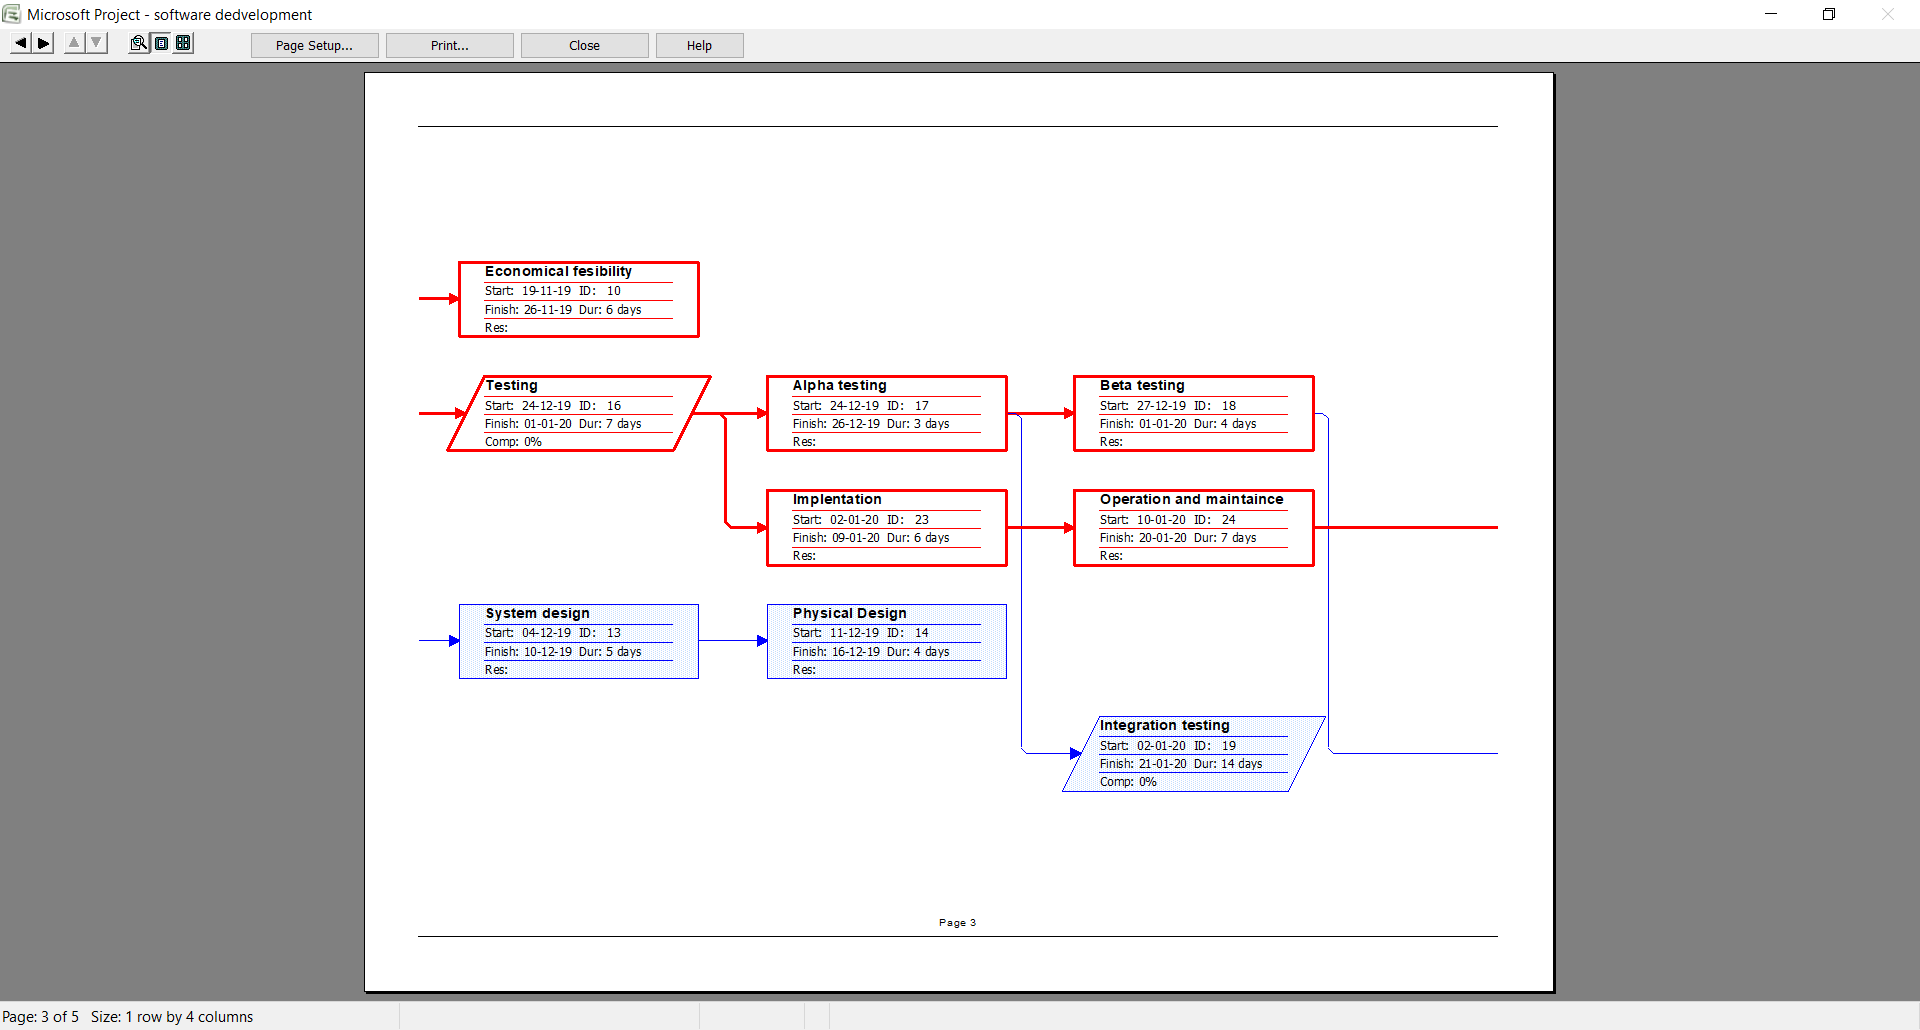 Microsoft Project - software dedvelopment
Page Setup...
Print...
Close
Help
Economical fesibility
Start: 19-11-19 ID: 10
Finish: 26-11-19 Dur: 6 days
Res:
Testing
Start: 24-12-19 ID: 16
Finish: 01-01-20 Dur: 7 days
Comp: 0%
Alpha testing
Start: 24-12-19 ID: 17
Finish: 26-12-19 Dur: 3 days
Res:
Beta testing
Start: 27-12-19 ID: 18
Finish: 01-01-20 Dur: 4 days
Res:
Implentation
Start: 02-01-20 ID: 23
Finish: 09-01-20 Dur: 6 days
Res:
Operation and maintaince
Start: 10-01-20 ID: 24
Finish: 20-01-20 Dur: 7 days
Res:
System design
Start: 04-12-19 ID: 13
Finish: 10-12-19 Dur: 5 days
Res:
Physical Design
Start: 11-12-19 ID: 14
Finish: 16-12-19 Dur: 4 days
Res:
Integration testing
Start: 02-01-20 ID: 19
Finish: 21-01-20 Dur: 14 days
Comp: 0%
Page 3
Page: 3 of 5 Size: 1 row by 4 columns